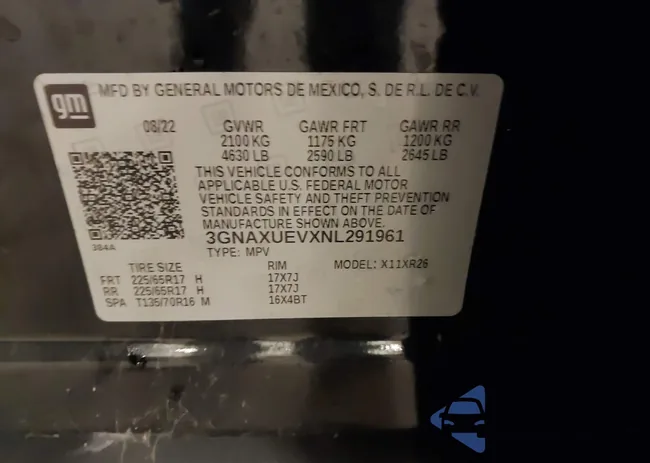 gm
MFD BY GENERAL MOTORS DE MEXICO, S. DE R.L. DE C.V.
08/22 GVWR GAWR FRT GAWR RR
2100 KG 1175 KG 1200 KG
4630 LB 2590 LB 2645 LB
THIS VEHICLE CONFORMS TO ALL
APPLICABLE U.S. FEDERAL MOTOR
VEHICLE SAFETY AND THEFT PREVENTION
STANDARDS IN EFFECT ON THE DATE OF
MANUFACTURE SHOWN ABOVE.
3GNAXUEVXNL291961
384A
TYPE: MPV
TIRE SIZE RIM MODEL: X11XR26
FRT 225/65R17 H 17X7J
RR 225/65R17 H 17X7J
SPA T135/70R16 M 16X4BT